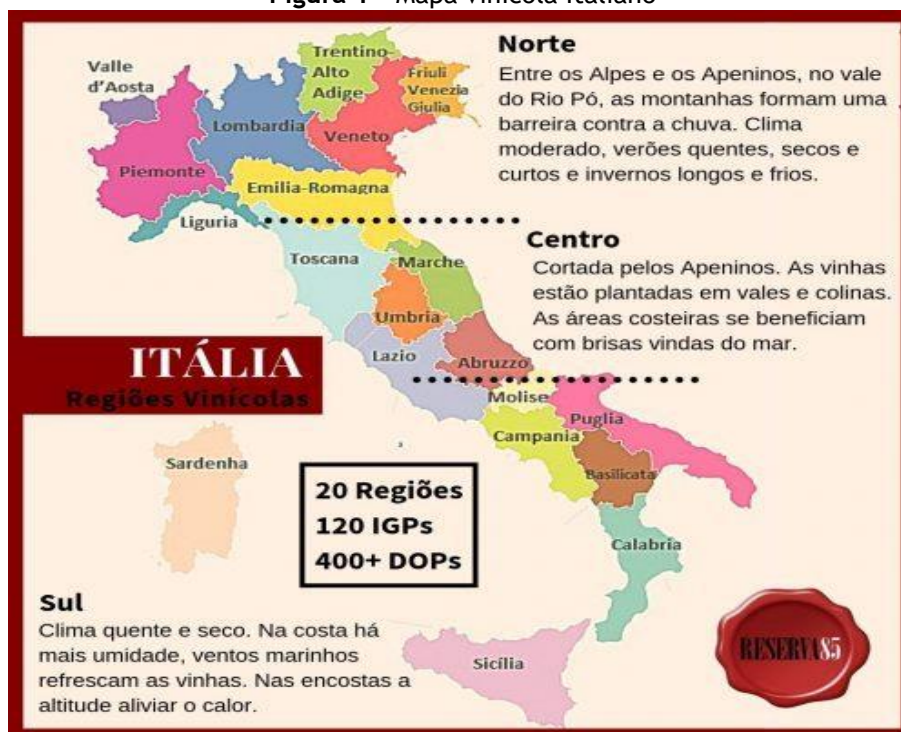 Figura 1 - Mapa Vinícola Italiano
Norte
Entre os Alpes e os Apeninos, no vale
do Rio Pó, as montanhas formam uma
barreira contra a chuva. Clima
moderado, verões quentes, secos e
curtos e invernos longos e frios.
Valle
d'Aosta
Trentino-
Alto
Adige
Friuli
Venezia
Giulia
Lombardia
Veneto
Piemonte
Emilia-Romagna
Liguria
Centro
Cortada pelos Apeninos. As vinhas
estão plantadas em vales e colinas.
As áreas costeiras se beneficiam
com brisas vindas do mar.
Toscana
Marche
Umbria
Lazio
Abruzzo
ITÁLIA
Regiões Vinícolas
Molise
Puglia
Campania
Basilicata
Sardenha
Calabria
20 Regiões
120 IGPs
400+ DOPs
Sul
Clima quente e seco. Na costa há
mais umidade, ventos marinhos
refrescam as vinhas. Nas encostas a
altitude aliviar o calor.
Sicília
RESERVA85